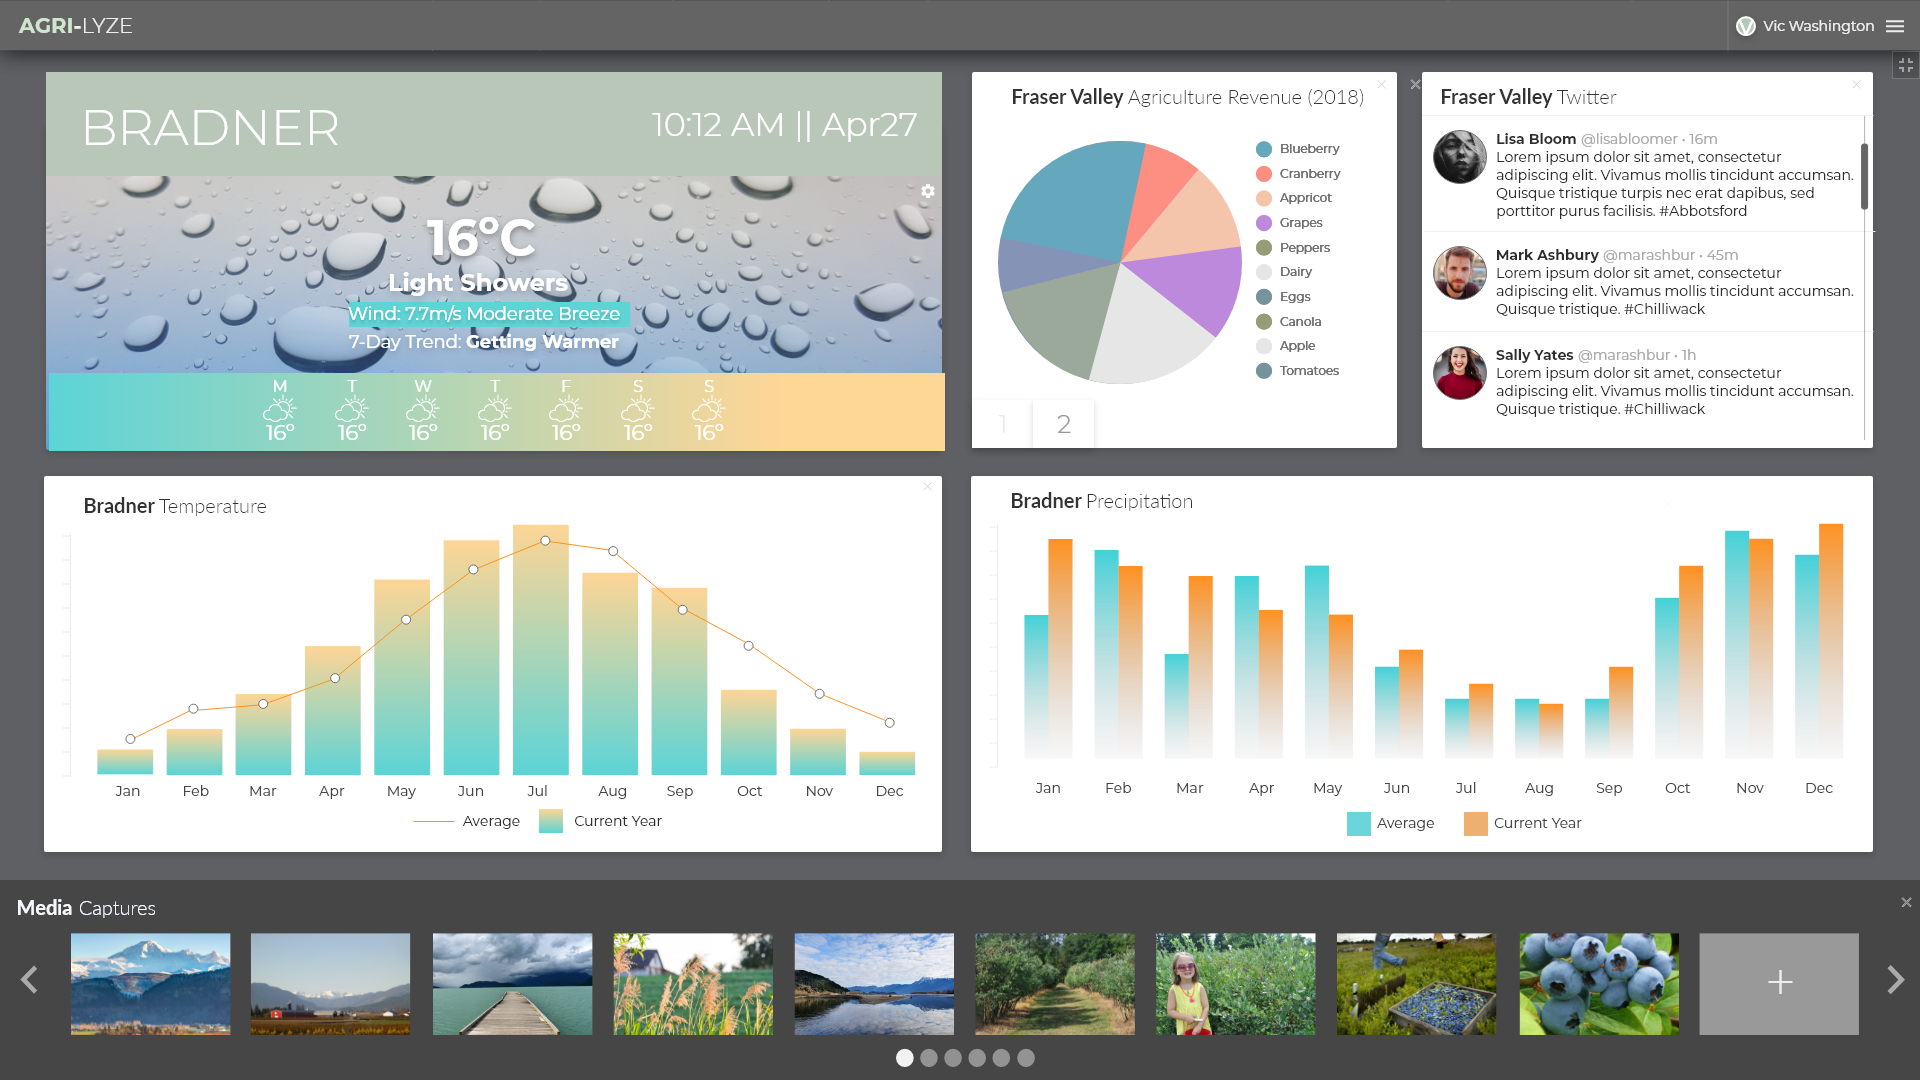 AGRI-LYZE
Vic Washington
BRADNER
10:12 AM || Apr27
16°C
Light Showers
Wind: 7.7m/s Moderate Breeze
7-Day Trend: Getting Warmer
M T W T F S S
16° 16° 16° 16° 16° 16° 16°
Fraser Valley Agriculture Revenue (2018)
Blueberry
Cranberry
Appricot
Grapes
Peppers
Dairy
Eggs
Canola
Apple
Tomatoes
1 2
Fraser Valley Twitter
Lisa Bloom @lisabloomer • 16m
Lorem ipsum dolor sit amet, consectetur
adipiscing elit. Vivamus mollis tincidunt accumsan.
Quisque tristique turpis nec erat dapibus, sed
porttitor purus facilisis. #Abbotsford
Mark Ashbury @marashbur • 45m
Lorem ipsum dolor sit amet, consectetur
adipiscing elit. Vivamus mollis tincidunt accumsan.
Quisque tristique. #Chilliwack
Sally Yates @marashbur • 1h
Lorem ipsum dolor sit amet, consectetur
adipiscing elit. Vivamus mollis tincidunt accumsan.
Quisque tristique. #Chilliwack
Bradner Temperature
Jan Feb Mar Apr May Jun Jul Aug Sep Oct Nov Dec
Average Current Year
Bradner Precipitation
Jan Feb Mar Apr May Jun Jul Aug Sep Oct Nov Dec
Average Current Year
Media Captures